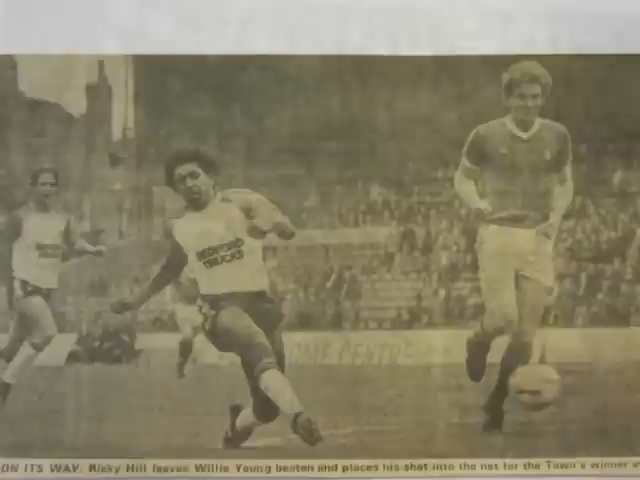 BEDFORD
TRUCKS
ON ITS WAY. Ricky Hill leaves Willie Young beaten and places his shot into the net for the Town's winner